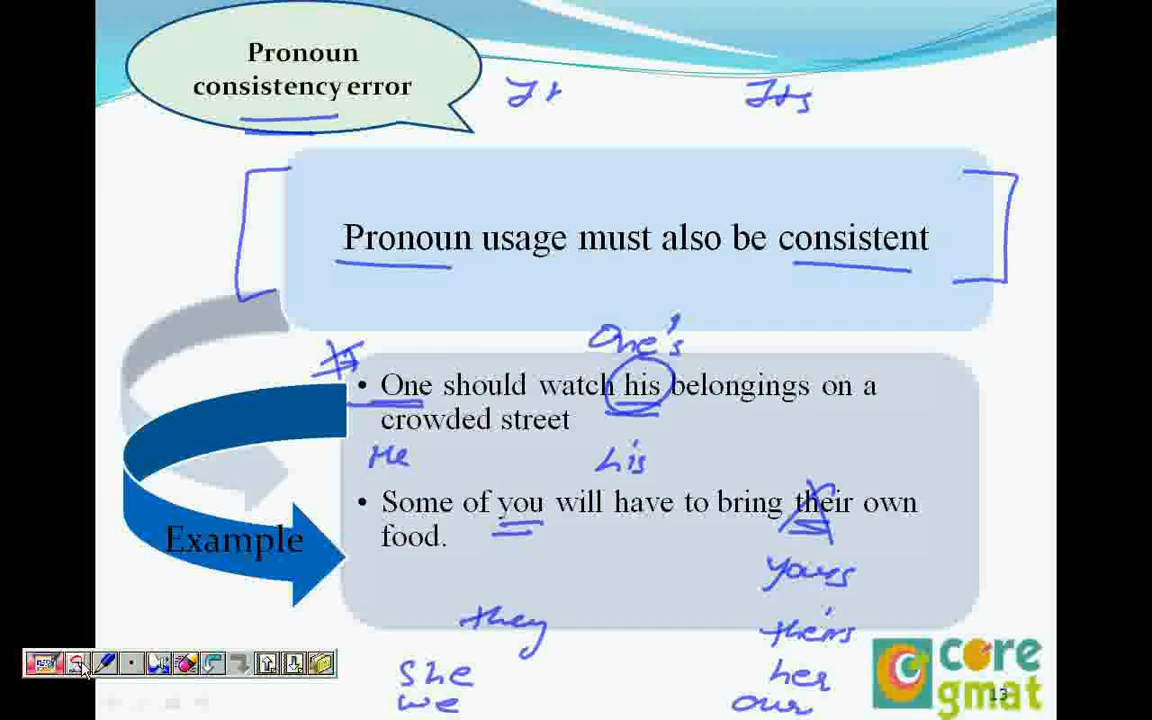 Pronoun
consistency error
It Its
Pronoun usage must also be consistent
One's
• One should watch his belongings on a
crowded street
He his
• Some of you will have to bring their own
food.
Example
yours
they theirs
she her
we our
core
gmat
13